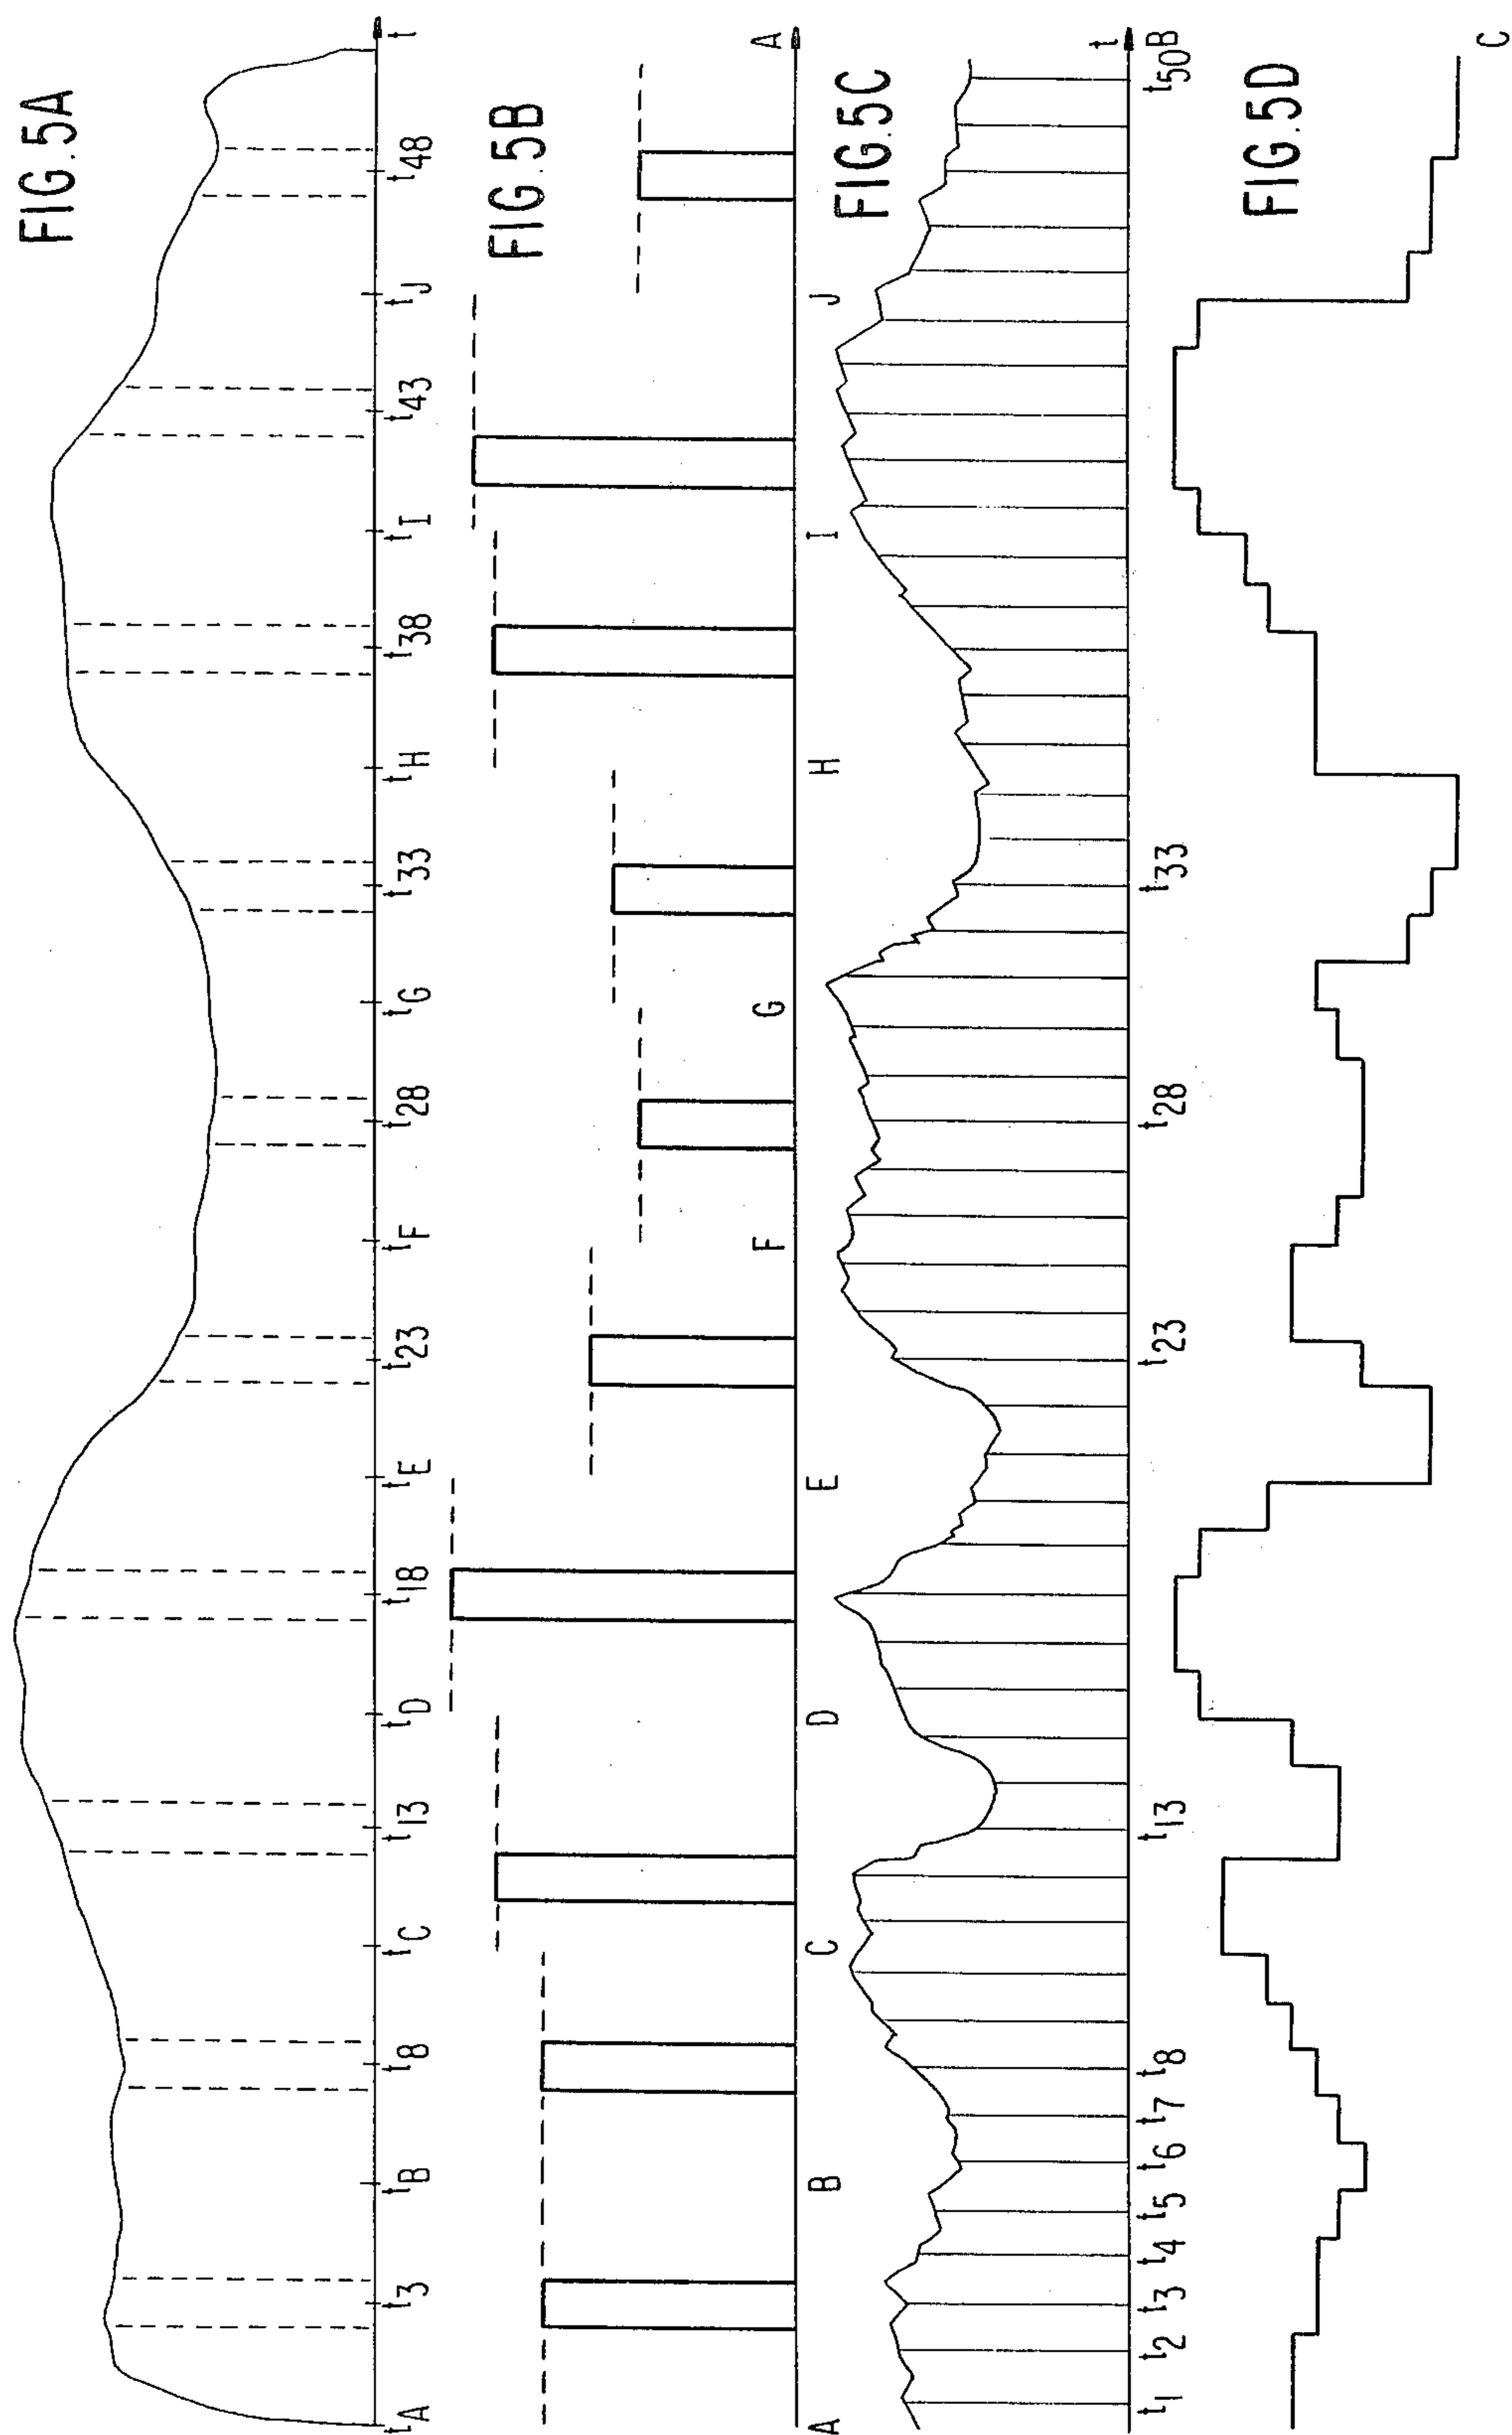 FIG. 5A
tA t3 tB t8 tC t13 tD t18 tE t23 tF t28 tG t33 tH t38 tI t43 tJ t48 t
FIG. 5B
A
A B C D E F G H I J
FIG. 5C
t
t1 t2 t3 t4 t5 t6 t7 t8 t13 t23 t28 t33 t50 B
FIG. 5D
C